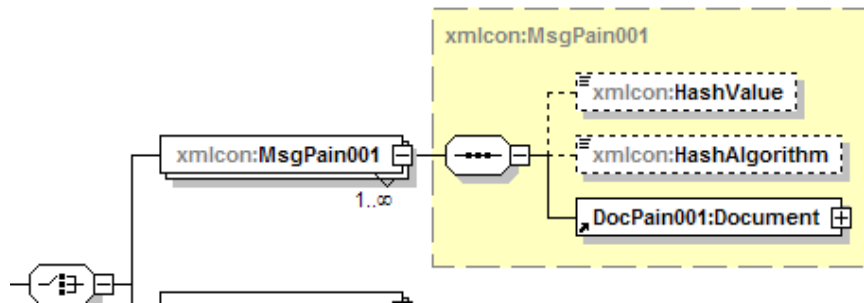 xmlcon:MsgPain001
xmlcon:HashValue
xmlcon:MsgPain001
xmlcon:HashAlgorithm
1..∞
DocPain001:Document